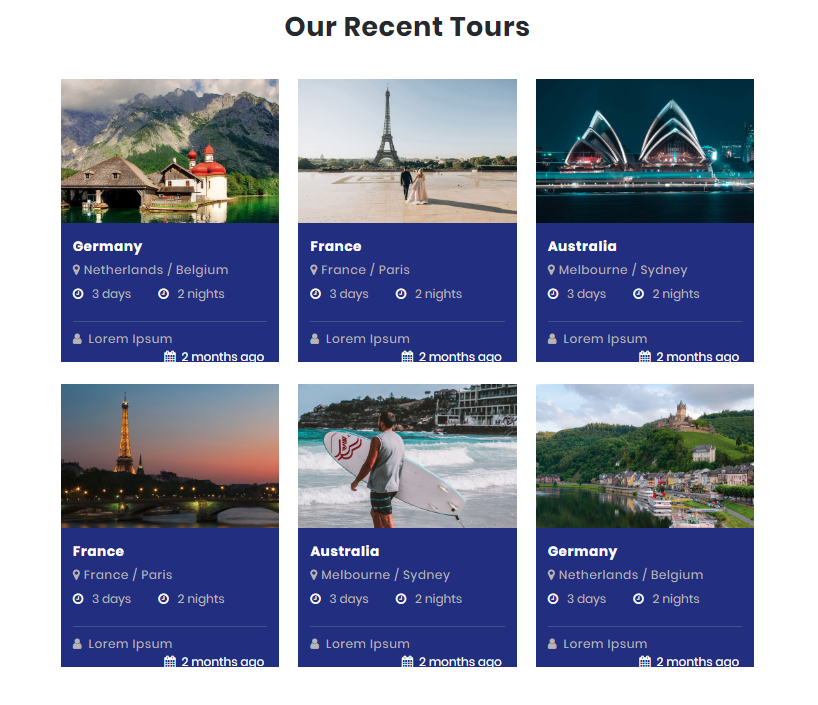 Our Recent Tours
Germany
Netherlands / Belgium
3 days 2 nights
Lorem Ipsum
2 months ago
France
France / Paris
3 days 2 nights
Lorem Ipsum
2 months ago
Australia
Melbourne / Sydney
3 days 2 nights
Lorem Ipsum
2 months ago
France
France / Paris
3 days 2 nights
Lorem Ipsum
2 months ago
Australia
Melbourne / Sydney
3 days 2 nights
Lorem Ipsum
2 months ago
Germany
Netherlands / Belgium
3 days 2 nights
Lorem Ipsum
2 months ago